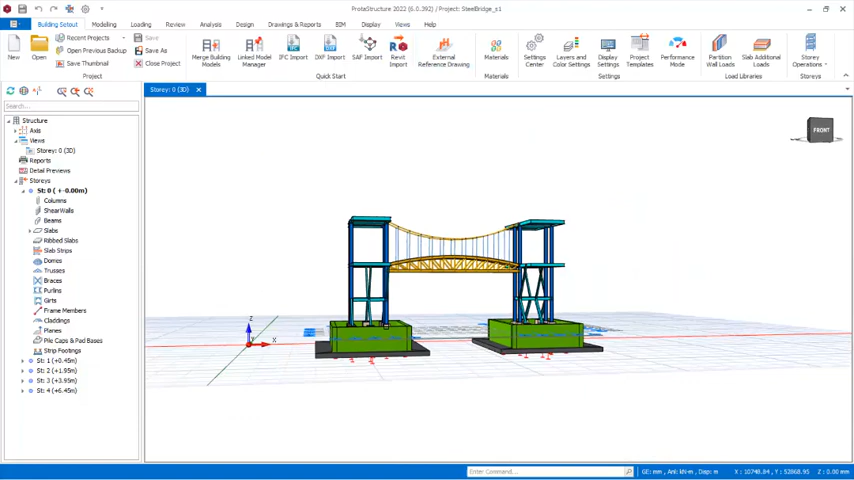 ProtaStructure 2022 (6.0.392) / Project: SteelBridge_s1
Building Setout Modeling Loading Review Analysis Design Drawings & Reports BIM Display Views Help
New
Open
Recent Projects
Open Previous Backup
Save Thumbnail
Save
Save As
Close Project
Project
Merge Building Models
Linked Model Manager
IFC Import
DXF Import
SAF Import
Revit Import
External Reference Drawing
Quick Start
Materials
Materials
Settings Center
Layers and Color Settings
Display Settings
Project Templates
Performance Mode
Settings
Partition Wall Loads
Slab Additional Loads
Load Libraries
Storey Operations
Storeys
Storey: 0 (3D)
Search...
Structure
Axis
Views
Storey: 0 (3D)
Reports
Detail Previews
Storeys
St: 0 ( +-0.00m)
Columns
ShearWalls
Beams
Slabs
Ribbed Slabs
Slab Strips
Domes
Trusses
Braces
Purlins
Girts
Frame Members
Claddings
Planes
Pile Caps & Pad Bases
Strip Footings
St: 1 (+0.45m)
St: 2 (+1.95m)
St: 3 (+3.95m)
St: 4 (+6.45m)
FRONT
Z
X
Enter Command...
GE: mm, Anl: kN-m, Disp: m
X : 10748.84, Y : 52868.95
Z: 0.00 mm